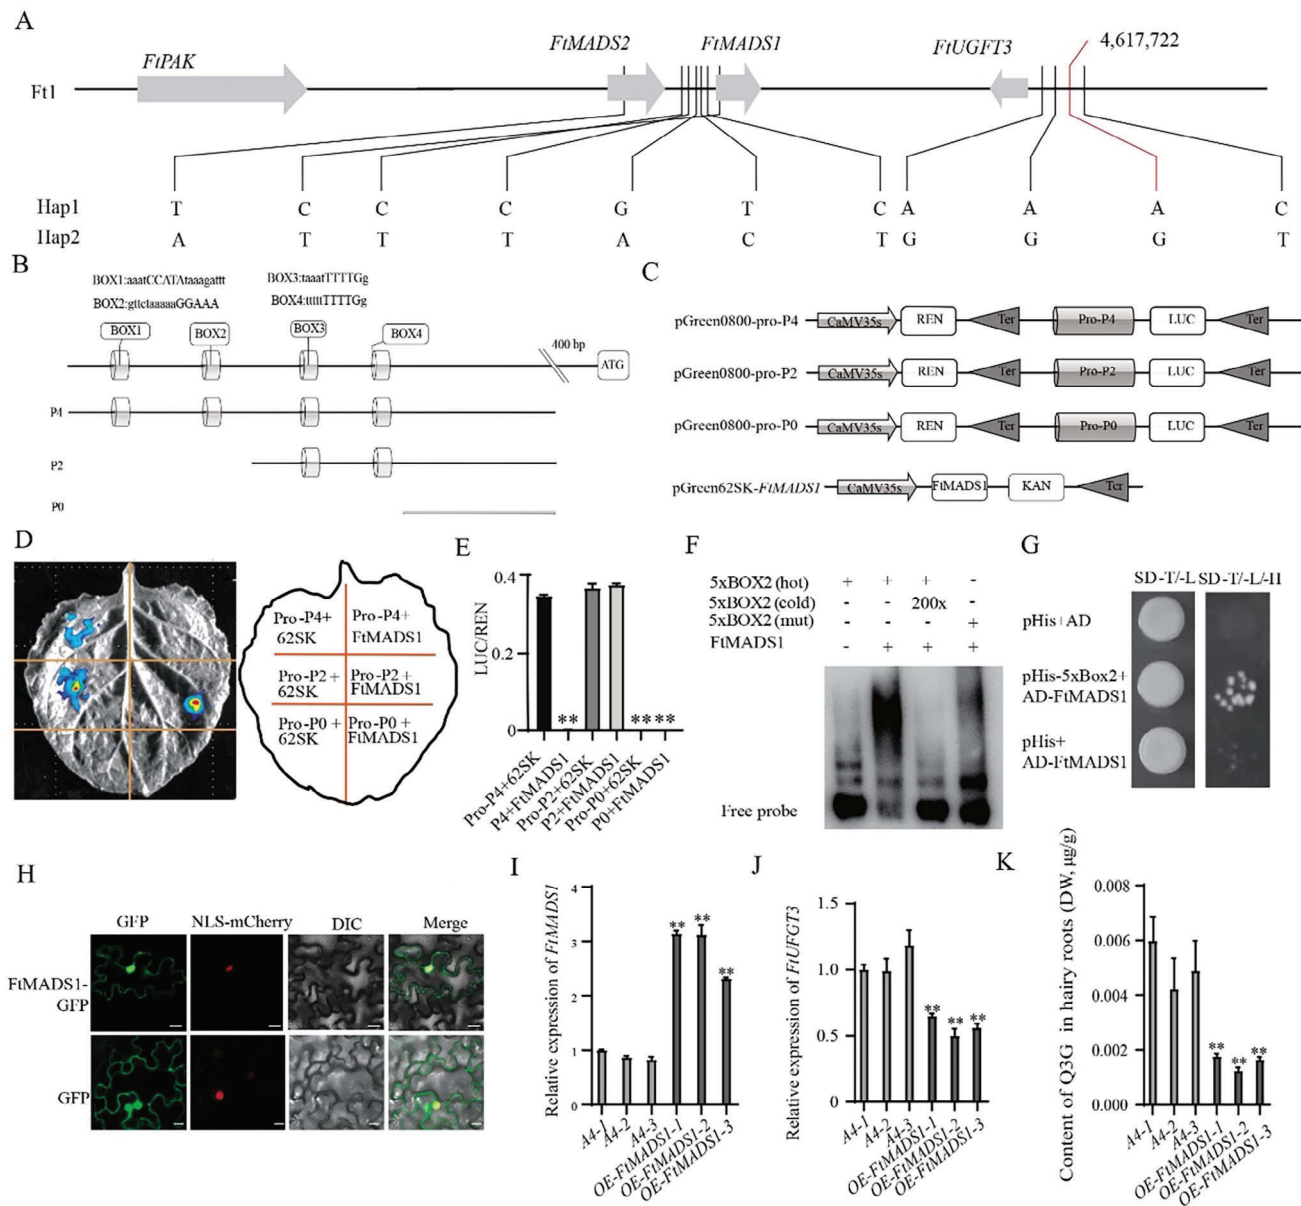 A
FtPAK
FtMADS2
FtMADS1
FtUGFT3
4,617,722
Ft1
Hap1 T C C C G T C A A A C
Hap2 A T T T A C T G G G T
B
BOX1:aaatCCATAtaagattt
BOX2:gttctaaaaaGGAAA
BOX3:taaatTTTTGg
BOX4:tttttTTTTGg
BOX1
BOX2
BOX3
BOX4
400 bp
ATG
P4
P2
P0
C
pGreen0800-pro-P4 CaMV35s REN Ter Pro-P4 LUC Ter
pGreen0800-pro-P2 CaMV35s REN Ter Pro-P2 LUC Ter
pGreen0800-pro-P0 CaMV35s REN Ter Pro-P0 LUC Ter
pGreen62SK-FtMADS1 CaMV35s FtMADS1 KAN Ter
D
Pro-P4+
62SK
Pro-P4+
FtMADS1
Pro-P2 +
62SK
Pro-P2 +
FtMADS1
Pro-P0 +
62SK
Pro-P0 +
FtMADS1
E
LUC/REN
0.4
0.2
0
** ** **
Pro-P4+62SK
P4+FtMADS1
Pro-P2+62SK
P2+FtMADS1
Pro-P0+62SK
P0+FtMADS1
F
5xBOX2 (hot) + + + -
5xBOX2 (cold) - - 200x -
5xBOX2 (mut) - - - +
FtMADS1 - + + +
Free probe
G
SD-T/-L SD-T/-L/-H
pHis+AD
pHis-5xBox2+
AD-FtMADS1
pHis+
AD-FtMADS1
H
GFP NLS-mCherry DIC Merge
FtMADS1-
GFP
GFP
I
Relative expression of FtMADS1
4
3
2
1
0
** ** **
A4-1
A4-2
A4-3
OE-FtMADS1-1
OE-FtMADS1-2
OE-FtMADS1-3
J
Relative expression of FtUFGT3
1.5
1.0
0.5
0
** ** **
A4-1
A4-2
A4-3
OE-FtMADS1-1
OE-FtMADS1-2
OE-FtMADS1-3
K
Content of Q3G in hairy roots (DW, μg/g)
0.008
0.006
0.004
0.002
0.000
** ** **
A4-1
A4-2
A4-3
OE-FtMADS1-1
OE-FtMADS1-2
OE-FtMADS1-3